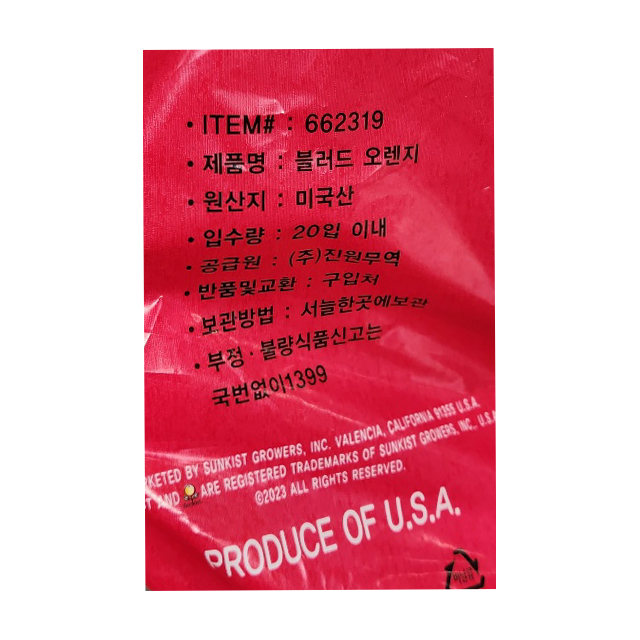 • ITEM# : 662319
• 제품명 : 블러드 오렌지
• 원산지 : 미국산
• 입수량 : 20입 이내
• 공급원 : (주)진원무역
• 반품및교환 : 구입처
• 보관방법 : 서늘한곳에보관
• 부정·불량식품신고는
국번없이1399
RKETED BY SUNKIST GROWERS, INC. VALENCIA, CALIFORNIA 91355 U.S.A.
ST AND ARE REGISTERED TRADEMARKS OF SUNKIST GROWERS, INC. U.S.A
©2023 ALL RIGHTS RESERVED.
PRODUCE OF U.S.A.